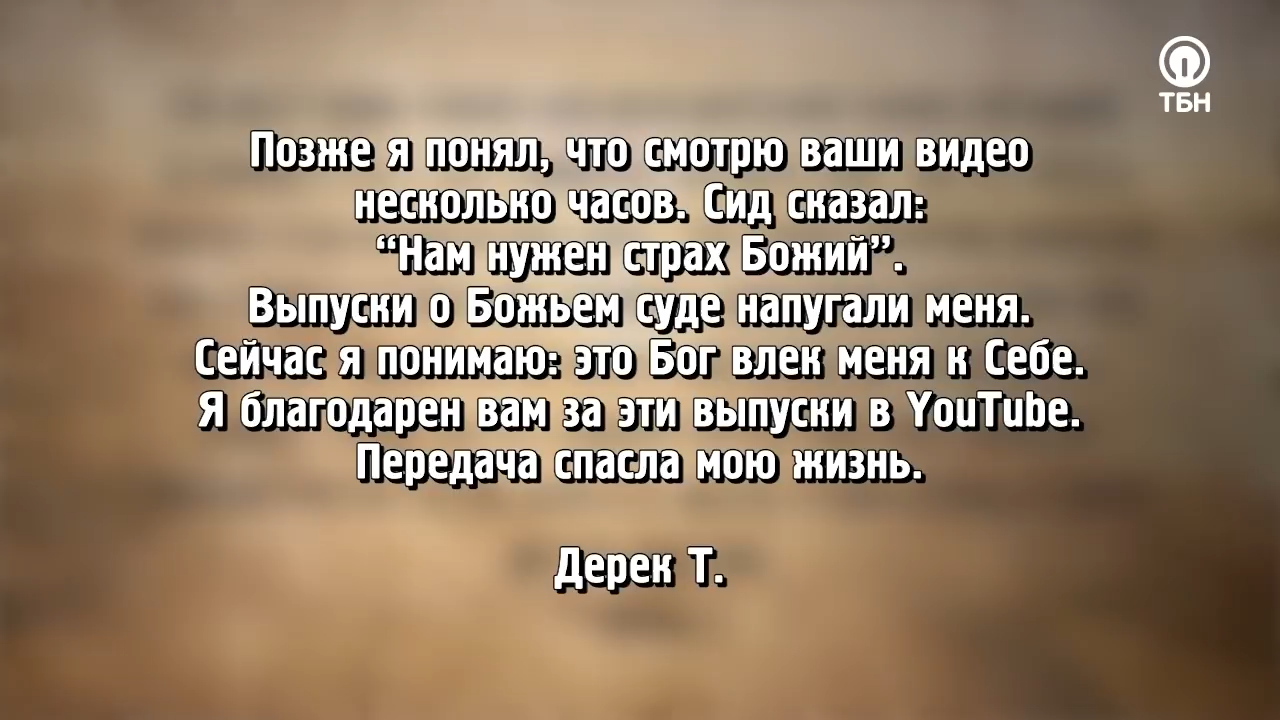 ТБН
Позже я понял, что смотрю ваши видео
несколько часов. Сид сказал:
“Нам нужен страх Божий”.
Выпуски о Божьем суде напугали меня.
Сейчас я понимаю: это Бог влек меня к Себе.
Я благодарен вам за эти выпуски в YouTube.
Передача спасла мою жизнь.
Дерек Т.